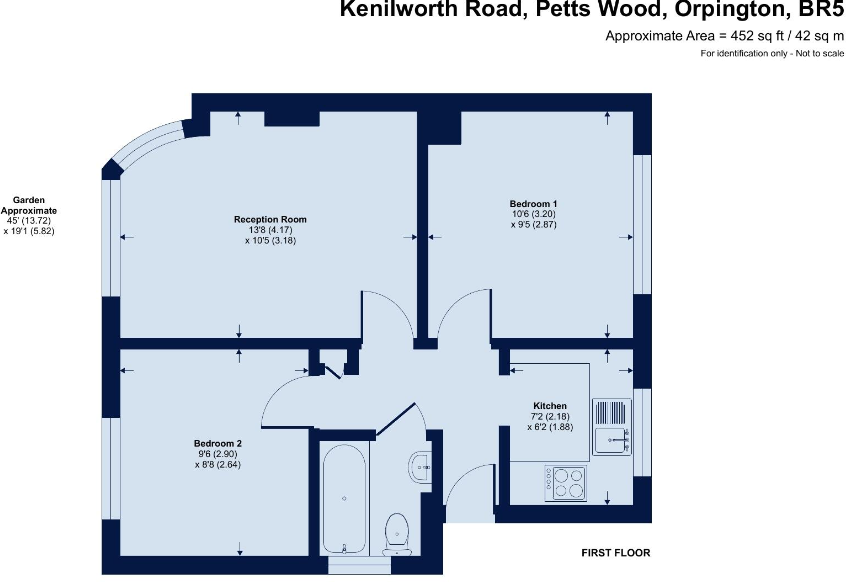 Kenilworth Road, Petts Wood, Orpington, BR5
Approximate Area = 452 sq ft / 42 sq m
For identification only - Not to scale
Garden
Approximate
45' (13.72)
x 19'1 (5.82)
Reception Room
13'8 (4.17)
x 10'5 (3.18)
Bedroom 1
10'6 (3.20)
x 9'5 (2.87)
Bedroom 2
9'6 (2.90)
x 8'8 (2.64)
Kitchen
7'2 (2.18)
x 6'2 (1.88)
FIRST FLOOR